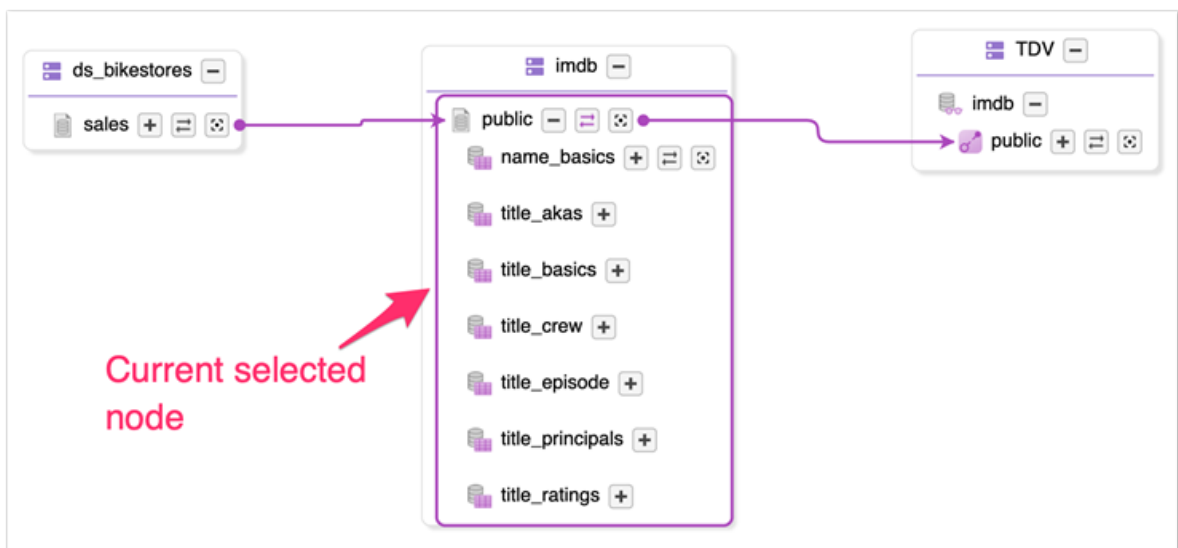 ds_bikestores
sales
imdb
public
name_basics
title_akas
title_basics
title_crew
title_episode
title_principals
title_ratings
TDV
imdb
public
Current selected
node